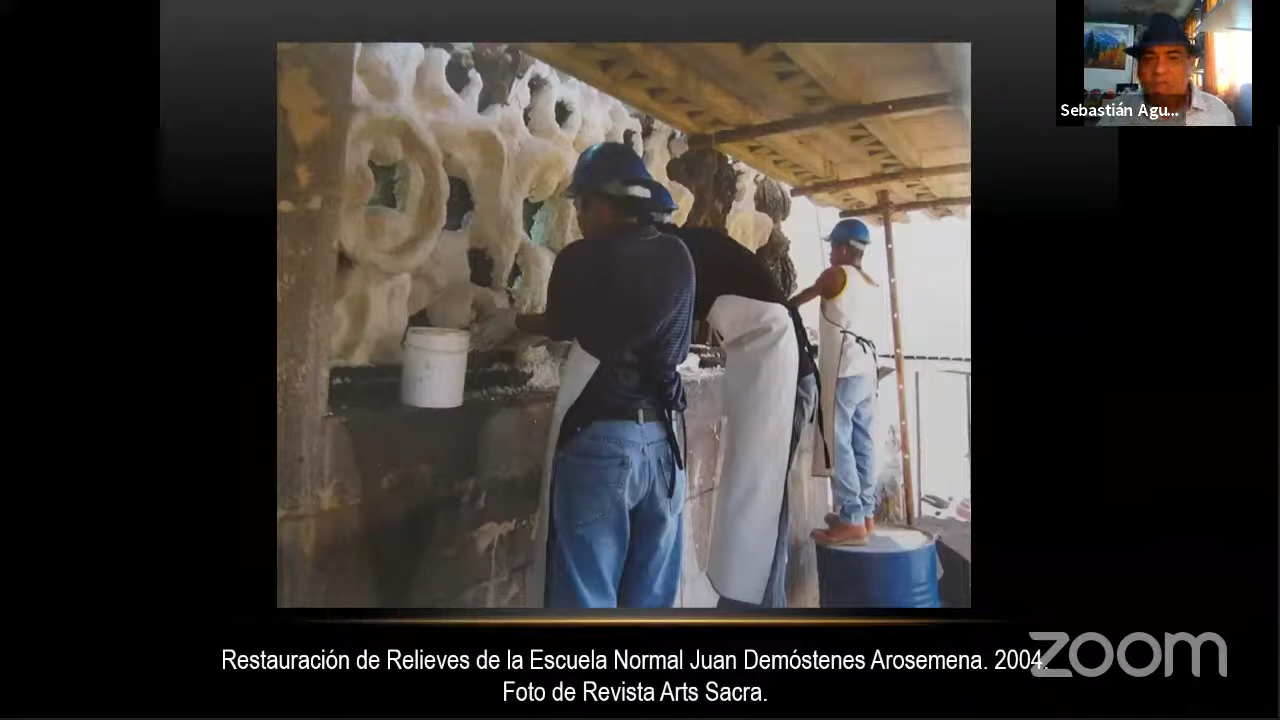 Sebastián Agu...
Restauración de Relieves de la Escuela Normal Juan Demóstenes Arosemena. 2004.
Foto de Revista Arts Sacra.
zoom